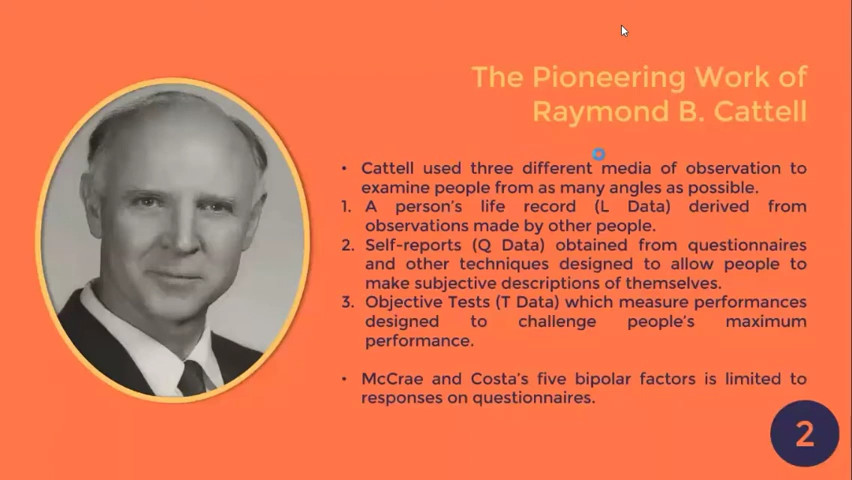 The Pioneering Work of
Raymond B. Cattell
• Cattell used three different media of observation to
examine people from as many angles as possible.
1. A person's life record (L Data) derived from
observations made by other people.
2. Self-reports (Q Data) obtained from questionnaires
and other techniques designed to allow people to
make subjective descriptions of themselves.
3. Objective Tests (T Data) which measure performances
designed to challenge people's maximum
performance.
• McCrae and Costa's five bipolar factors is limited to
responses on questionnaires.
2